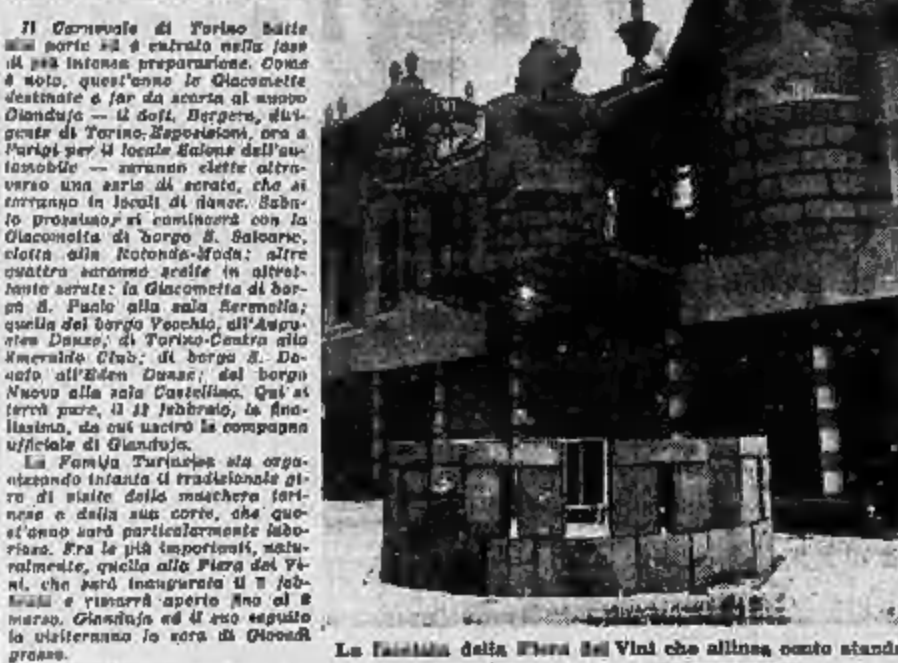 Il Carnevale di Torino batte
alle porte ed è entrato nella fase
di più intensa preparazione. Come
è noto, quest'anno le Giacomette
destinate a far da scorta al nuovo
Gianduja — il dott. Bergera, diri-
gente di Torino-Esposizioni, ora a
Parigi per il locale Salone dell'au-
tomobile — saranno elette attra-
verso una serie di serate, che si
terranno in locali di danze. Saba-
to prossimo si comincerà con la
Giacometta di borgo S. Salvario,
eletta alla Rotonda-Moda; altre
quattro saranno scelte in altret-
tante serate: la Giacometta di bor-
go S. Paolo alla sala
quella del borgo Vecchio, all'Augu-
stus Danze; di Torino-Centro allo
Smeraldo Club; di borgo S. Do-
nato all'Eden Danze; del borgo
Nuovo alla sala Castellino. Qui si
terrà pure, il febbraio, la fina-
lissima, da cui uscirà la compagna
ufficiale di Gianduja.
La Famija Turinejsa sta orga-
nizzando intanto il tradizionale gi-
ro di visite della maschera tori-
nese e della sua corte, che que-
st'anno sarà particolarmente labo-
rioso. Fra le più importanti, natu-
ralmente, quella alla Fiera dei Vi-
ni, che sarà inaugurata il feb-
braio e rimarrà aperta fino al
marzo. Gianduja ed il suo seguito
la visiteranno la sera di Giovedì
grasso.
La facciata della Fiera dei Vini che allinea cento stands